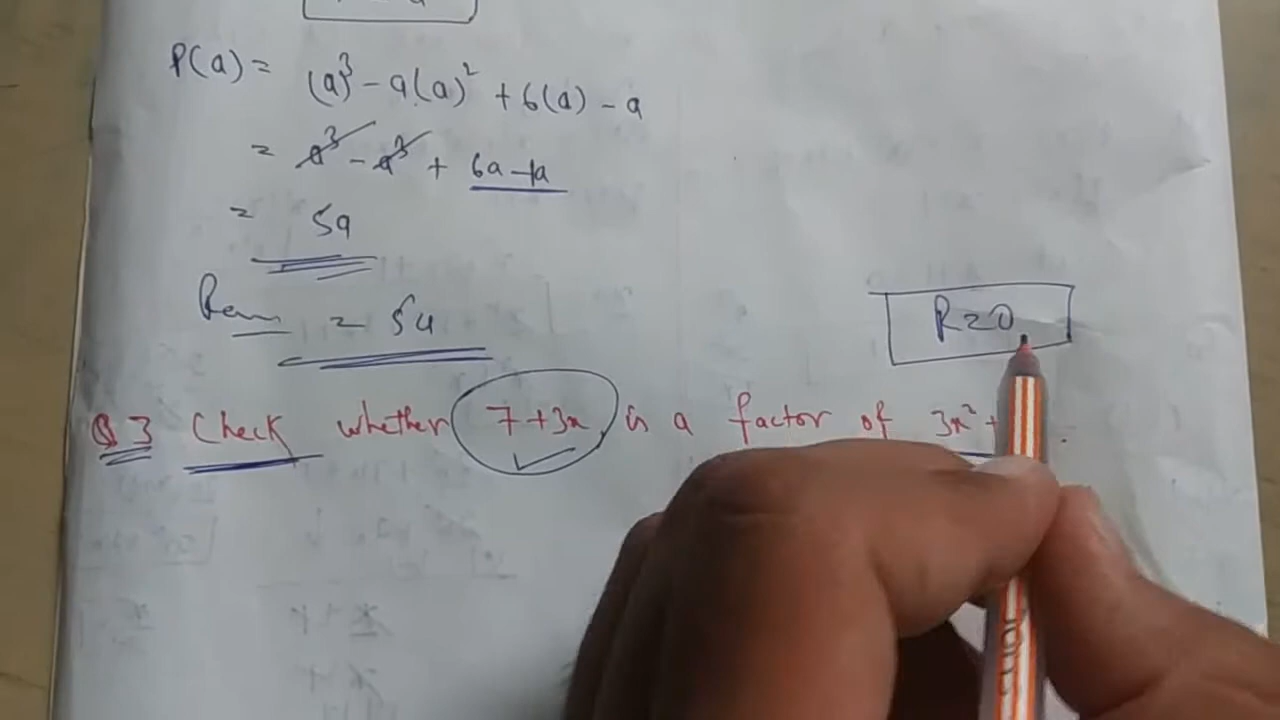 P(a) = (a)³ - a(a)² + 6(a) - a
= a³ - a³ + 6a - a
= 5a
Rem = 5a
R=0
Q3 Check whether 7+3x is a factor of 3x²+